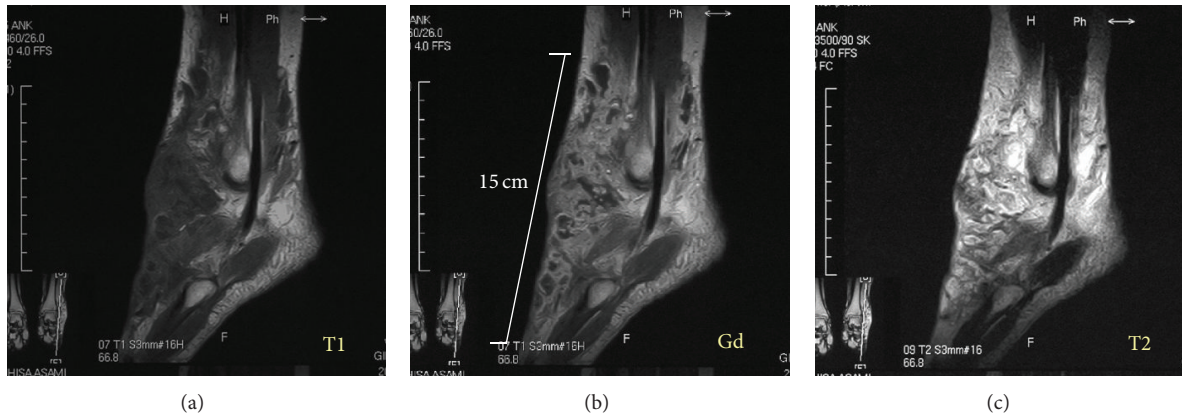 H
Ph
ANK
460/26.0
4.0 FFS
07 T1 S3mm#16H
66.8
F
T1
H
Ph
ANK
60/26.0
4.0 FFS
15 cm
07 T1 S3mm#16H
66.8
F
Gd
H
Ph
ANK
3500/90 SK
4.0 FFS
FC
09 T2 S3mm#16
66.8
F
T2
(a)
(b)
(c)